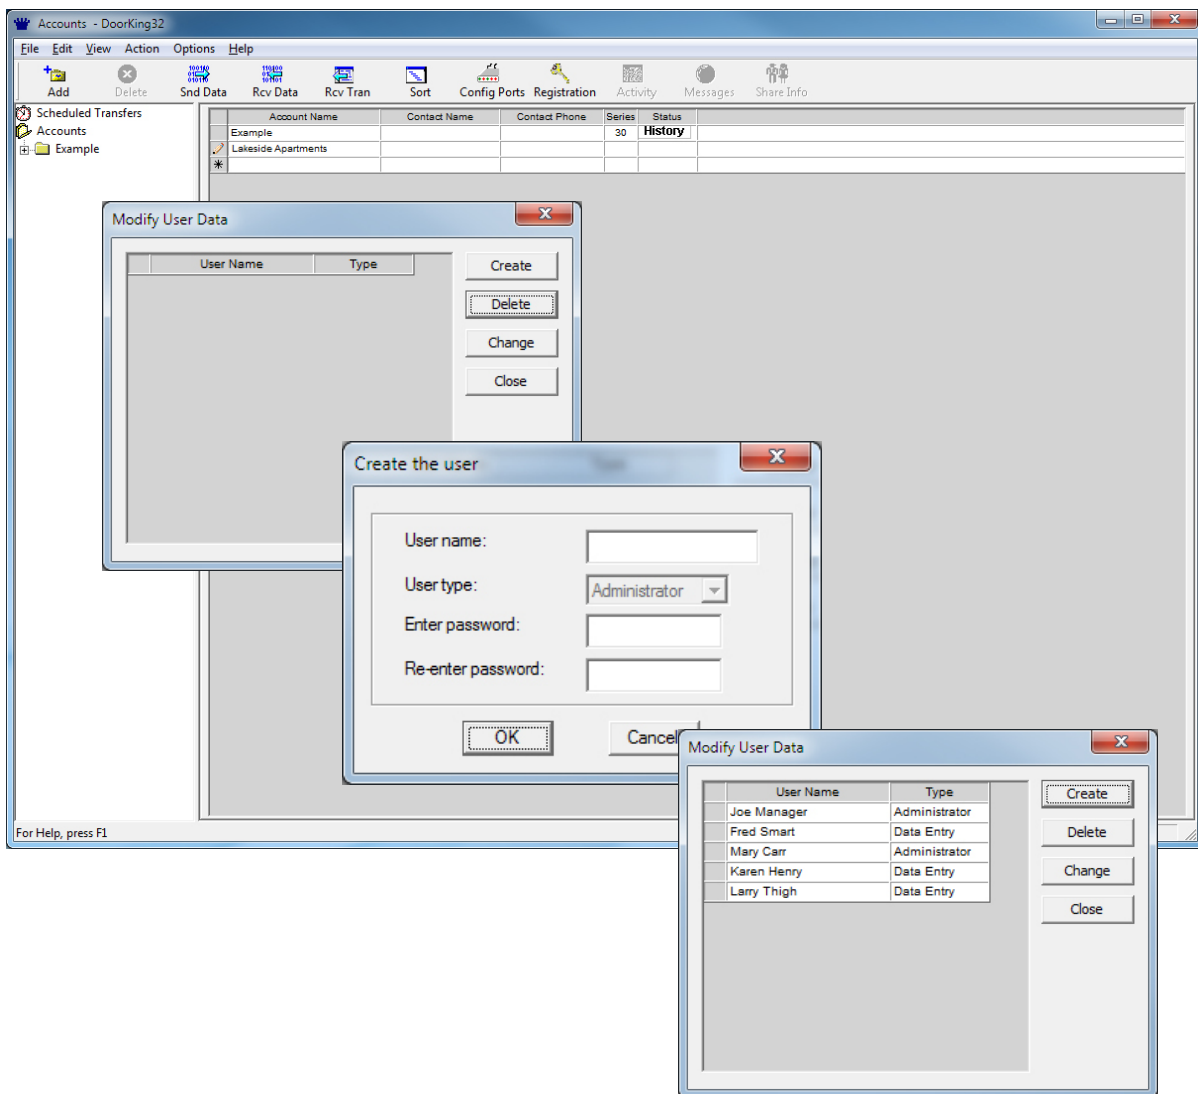 Accounts - DoorKing32
File Edit View Action Options Help
Add Delete Snd Data Rcv Data Rcv Tran Sort Config Ports Registration Activity Messages Share Info
Scheduled Transfers
Accounts
Example
Account Name Contact Name Contact Phone Series Status
Example 30 History
Lakeside Apartments
Modify User Data
User Name Type
Create
Delete
Change
Close
Create the user
User name:
User type: Administrator
Enter password:
Re-enter password:
OK Cancel
Modify User Data
User Name Type
Joe Manager Administrator
Fred Smart Data Entry
Mary Carr Administrator
Karen Henry Data Entry
Larry Thigh Data Entry
Create
Delete
Change
Close
For Help, press F1